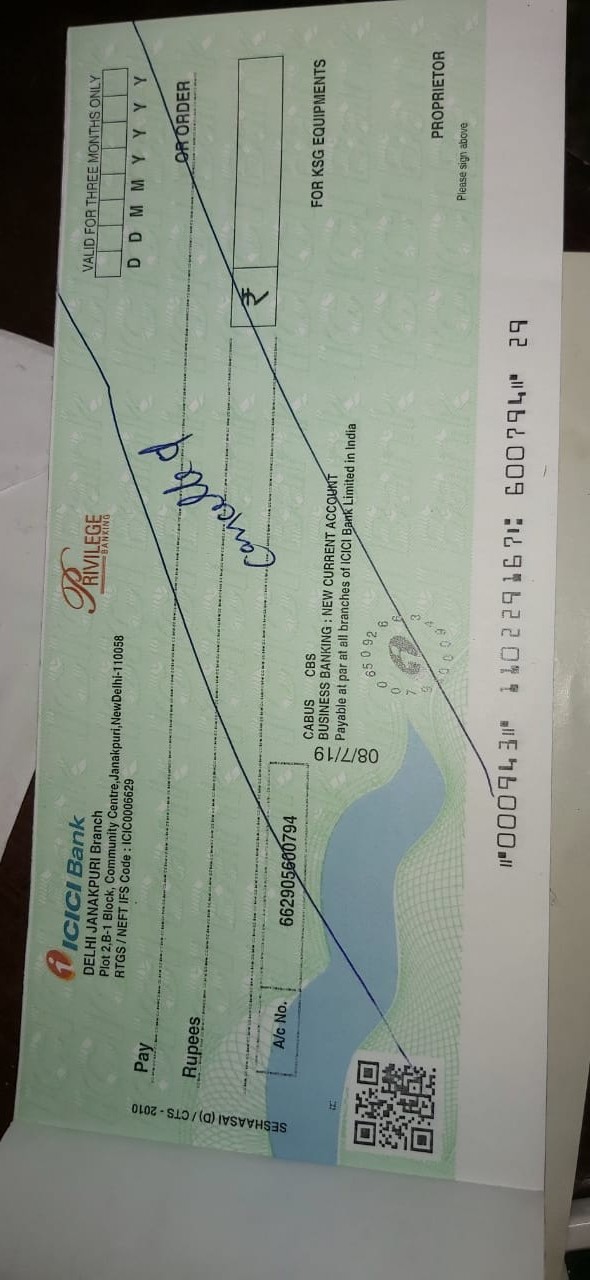 ICICI Bank
DELHI JANAKPURI Branch
Plot 2,B-1 Block, Community Centre,Janakpuri,NewDelhi-110058
RTGS / NEFT IFS Code : ICIC0006629
PRIVILEGE
BANKING
VALID FOR THREE MONTHS ONLY
D D M M Y Y Y Y
Pay
OR ORDER
Cancelled
Rupees
₹
A/c No.
662905600794
CABUS CBS
BUSINESS BANKING : NEW CURRENT ACCOUNT
Payable at par at all branches of ICICI Bank Limited in India
08/7/19
FOR KSG EQUIPMENTS
PROPRIETOR
Please sign above
SESHAASAI (D) / CTS - 2010
⑈000943⑈ 110229167⑆ 600794⑈ 29